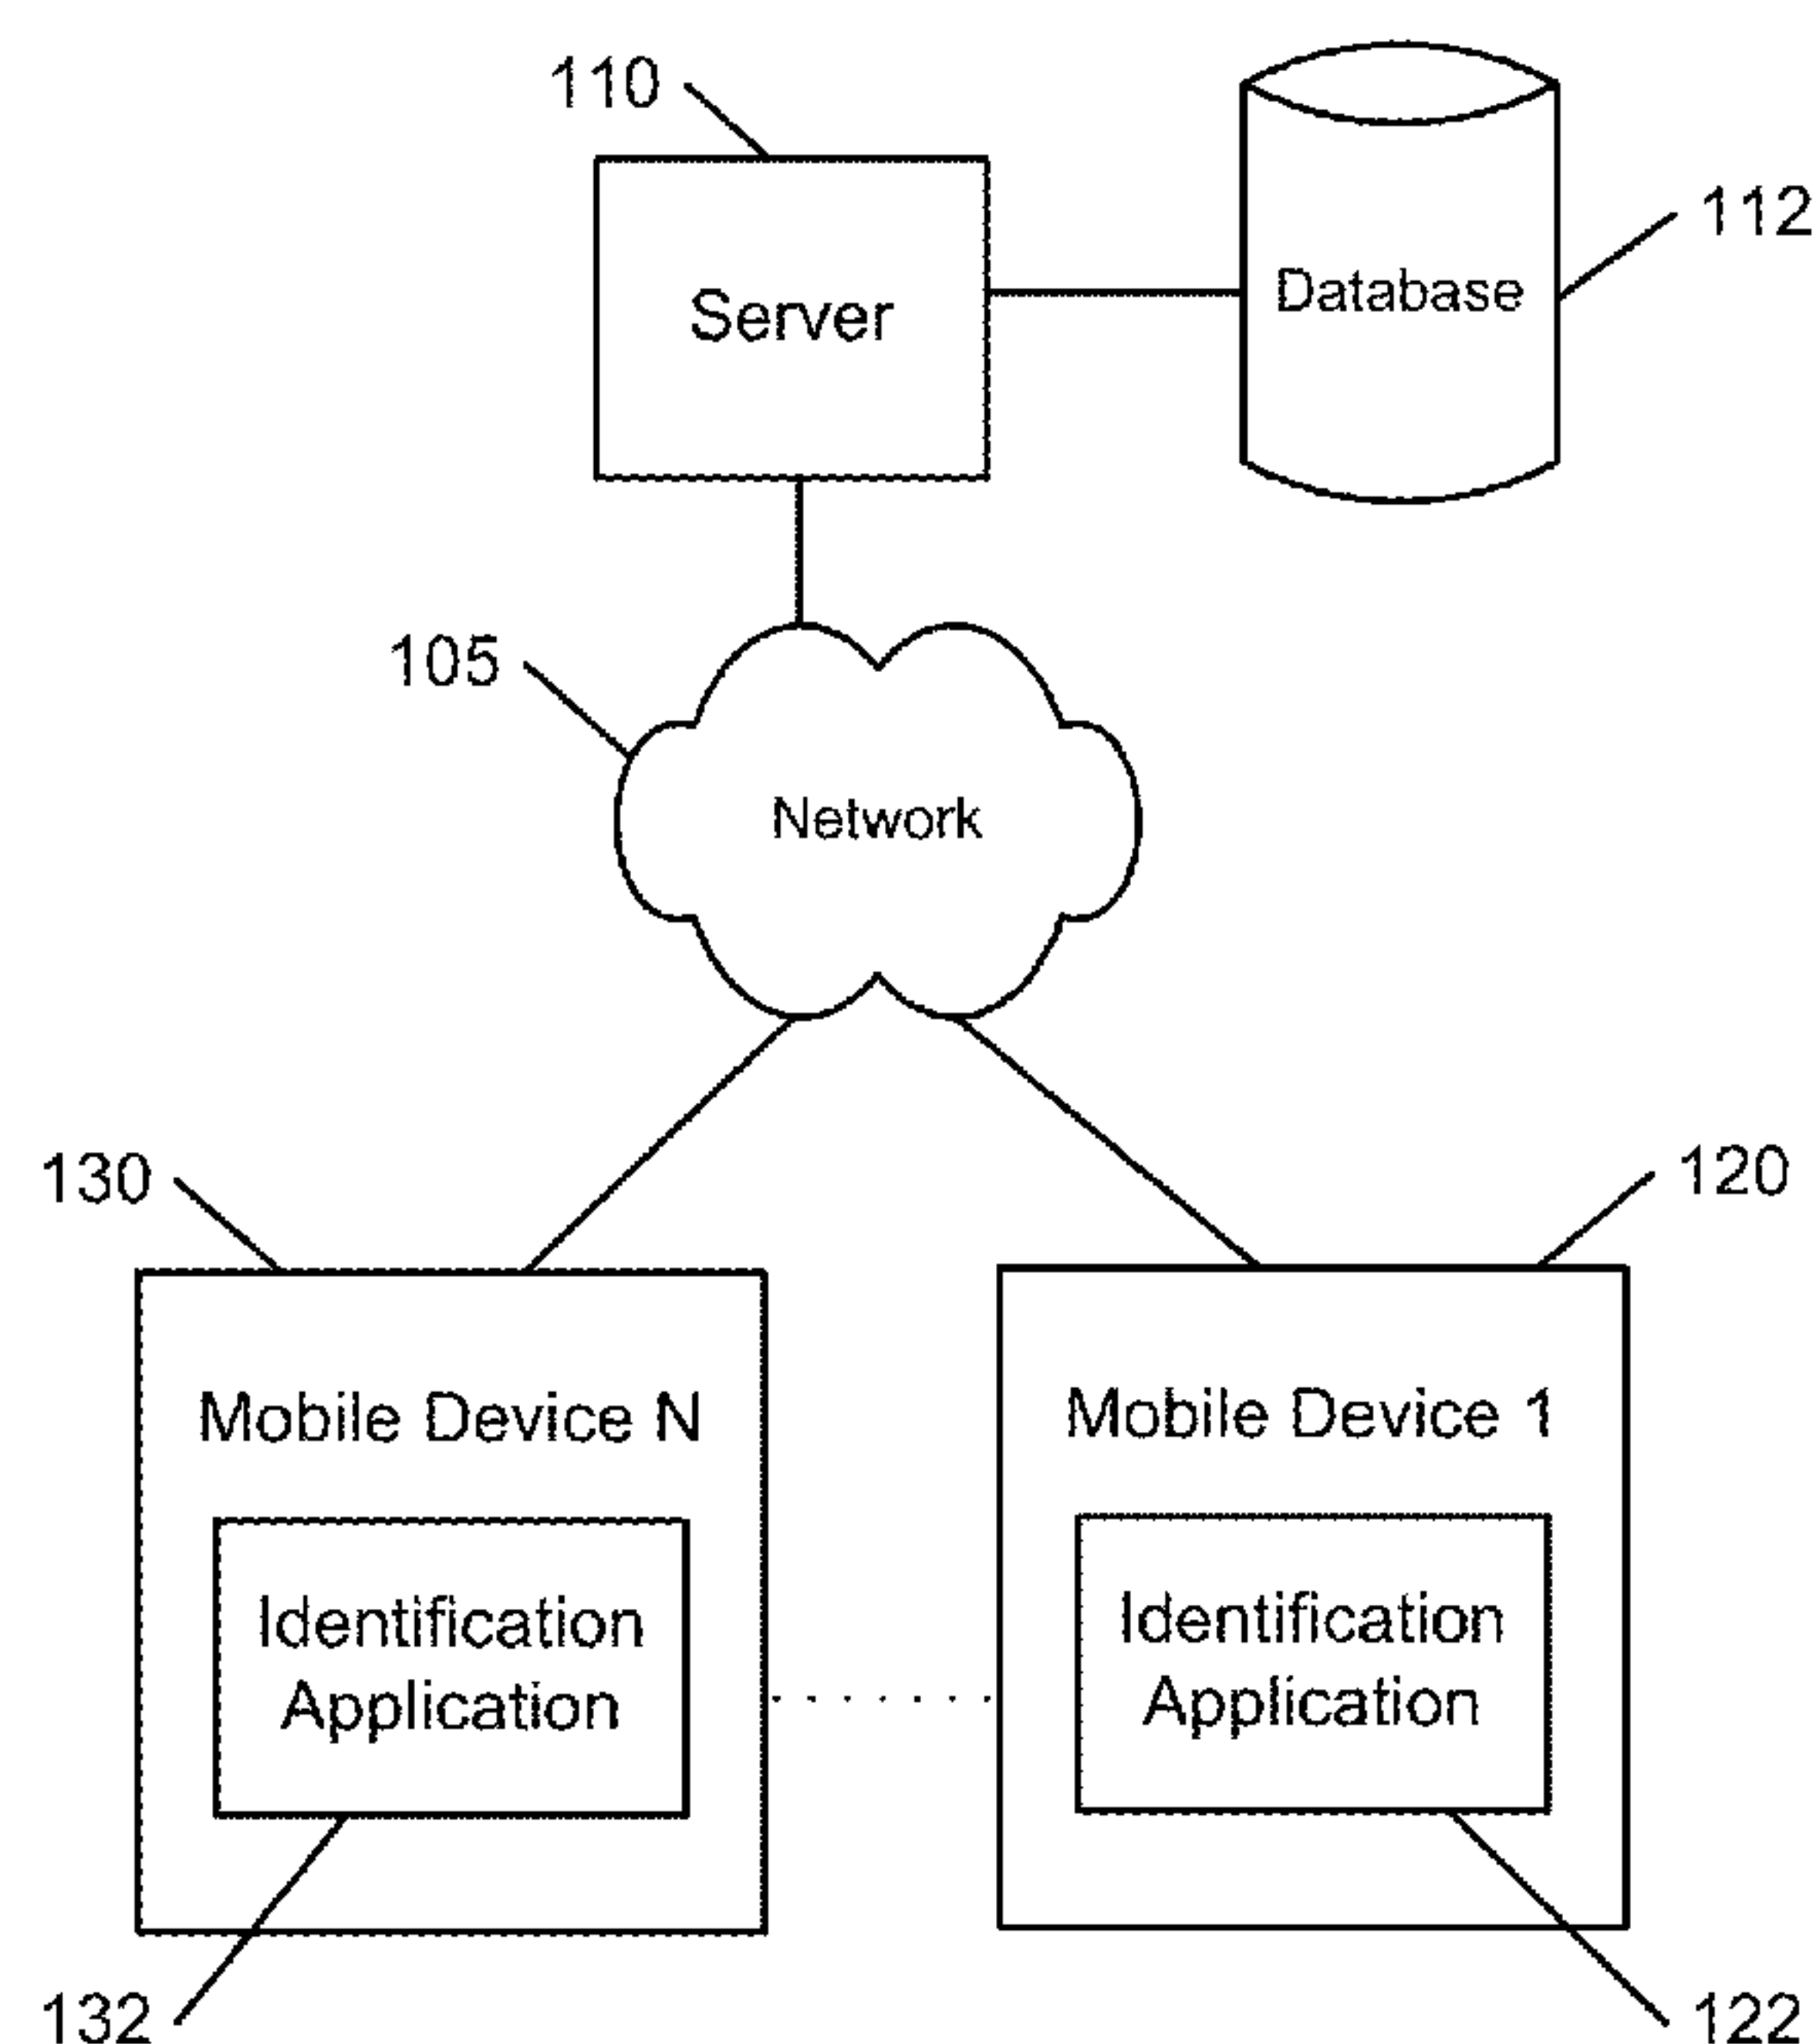 110
112
Server
Database
105
Network
130
120
Mobile Device N
Mobile Device 1
Identification
Application
Identification
Application
132
122